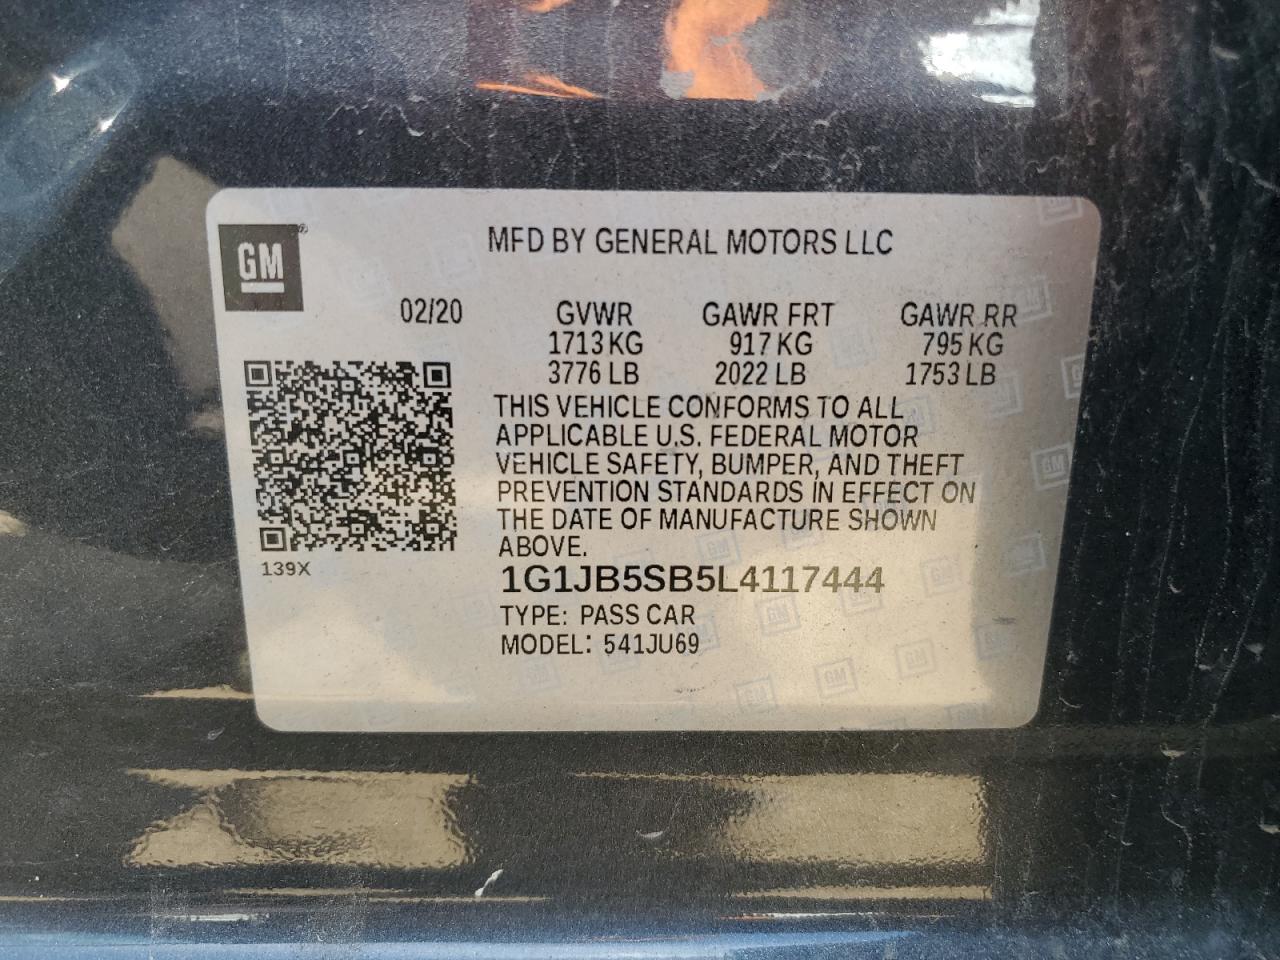 GM®
MFD BY GENERAL MOTORS LLC
02/20
GVWR GAWR FRT GAWR RR
1713 KG 917 KG 795 KG
3776 LB 2022 LB 1753 LB
THIS VEHICLE CONFORMS TO ALL
APPLICABLE U.S. FEDERAL MOTOR
VEHICLE SAFETY, BUMPER, AND THEFT
PREVENTION STANDARDS IN EFFECT ON
THE DATE OF MANUFACTURE SHOWN
ABOVE.
139X
1G1JB5SB5L4117444
TYPE: PASS CAR
MODEL: 541JU69